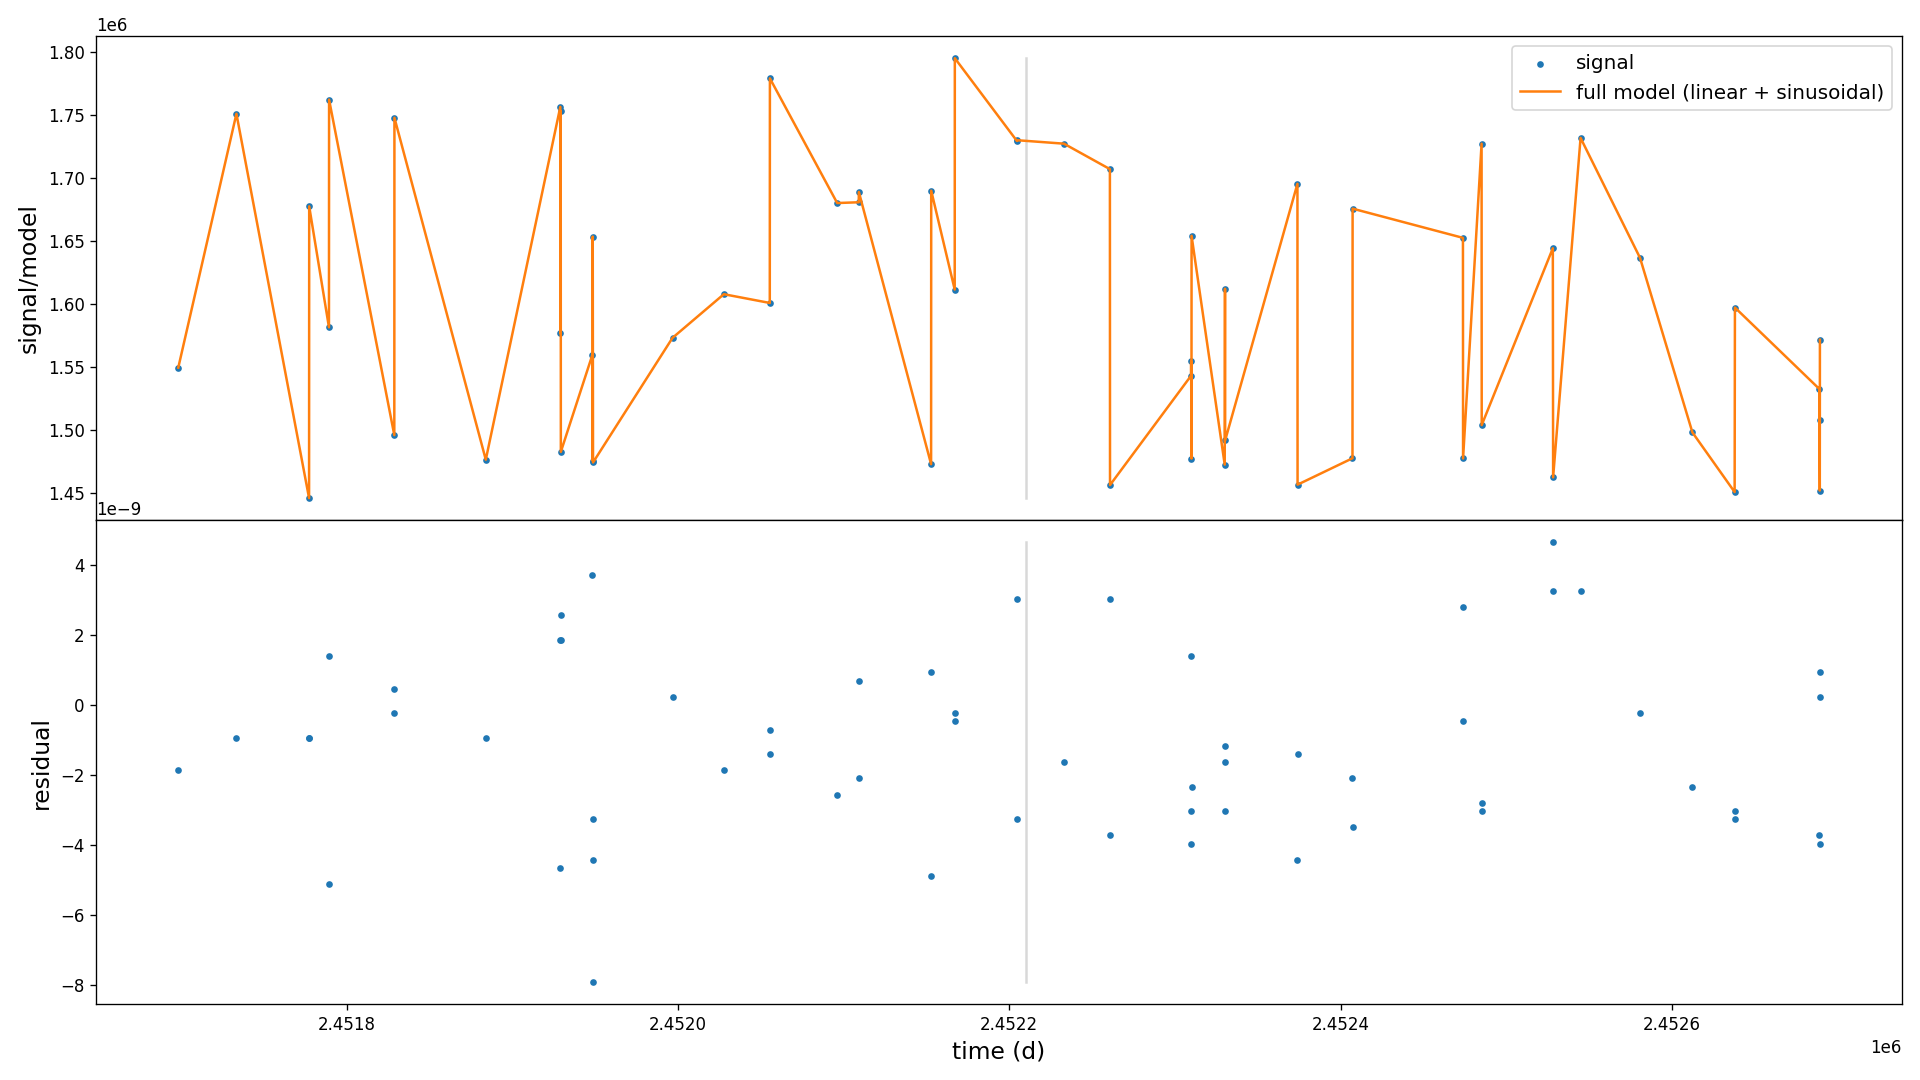 1e6
1.80
1.75
1.70
1.65
1.60
1.55
1.50
1.45
signal/model
signal
full model (linear + sinusoidal)
1e−9
4
2
0
−2
−4
−6
−8
residual
2.4518
2.4520
2.4522
2.4524
2.4526
time (d)
1e6